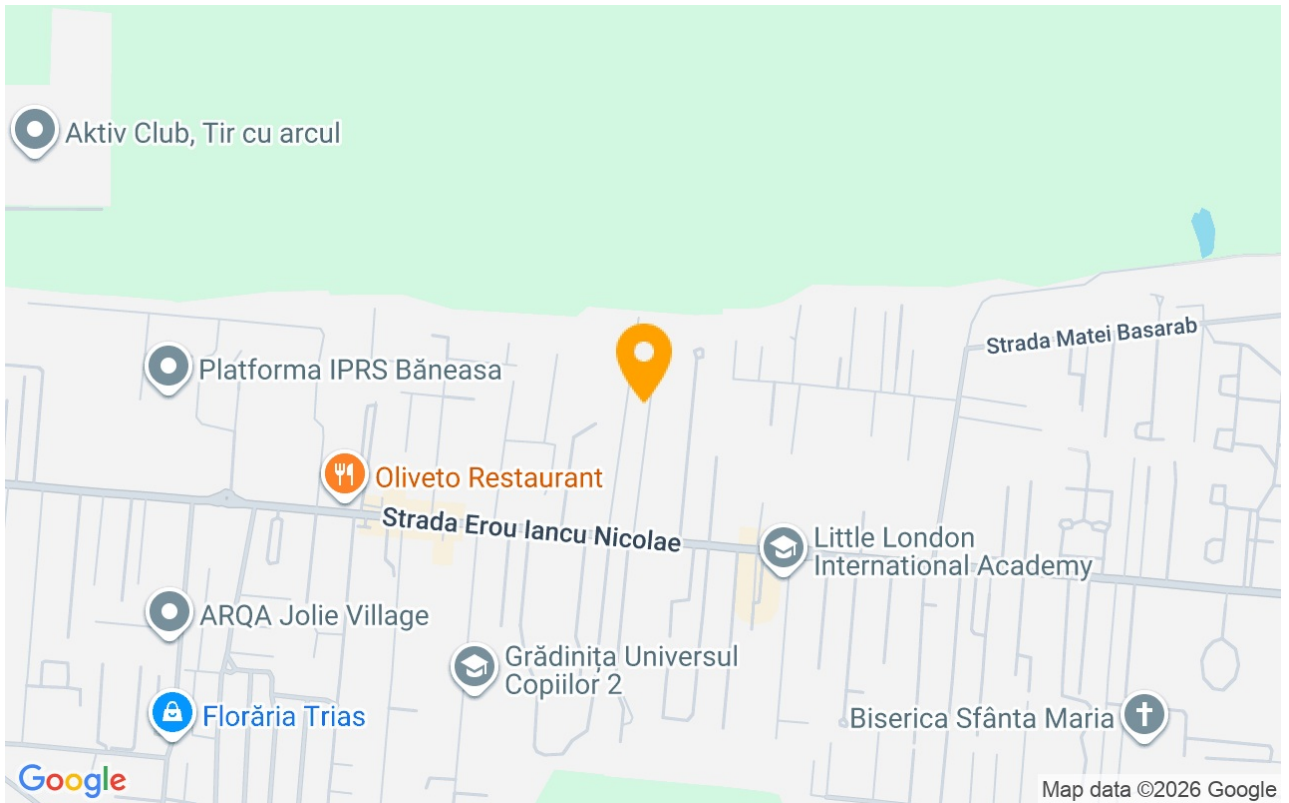 Aktiv Club, Tir cu arcul
Strada Matei Basarab
Platforma IPRS Băneasa
Oliveto Restaurant
Strada Erou Iancu Nicolae
Little London
International Academy
ARQA Jolie Village
Grădinița Universul
Copiilor 2
Florăria Trias
Biserica Sfânta Maria
Google
Map data ©2026 Google